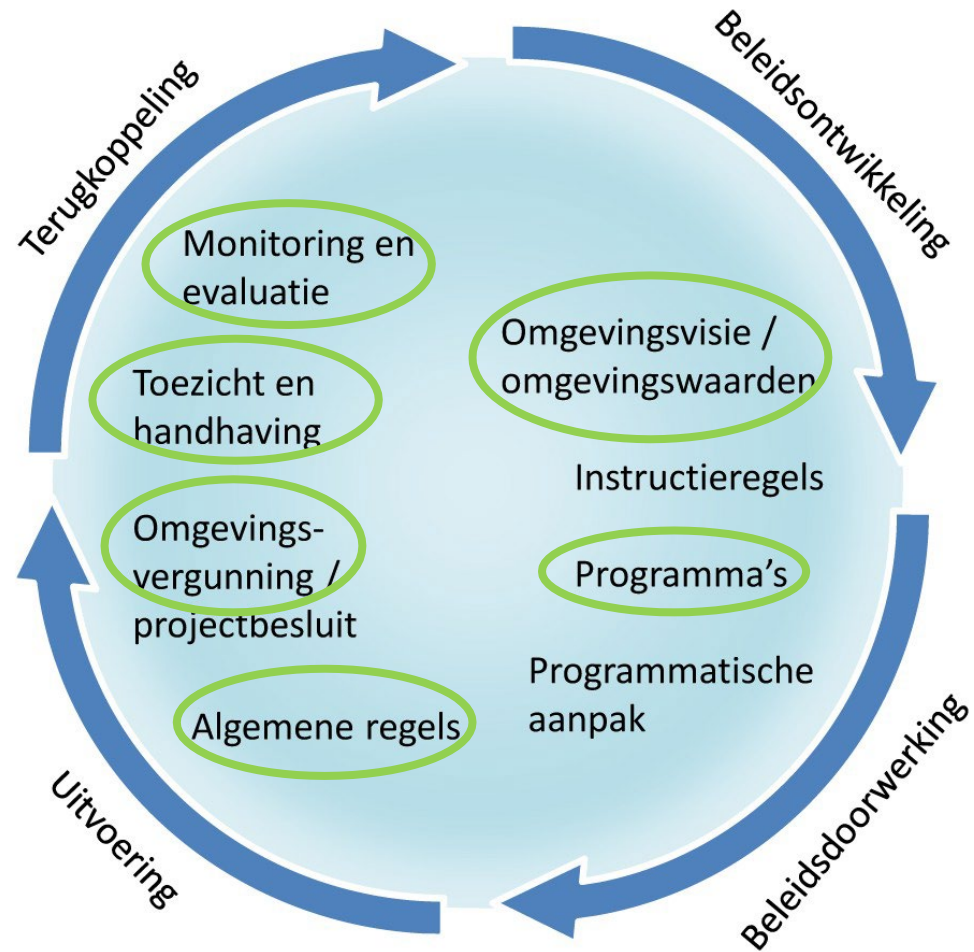 Terugkoppeling
Beleidsontwikkeling
Monitoring en
evaluatie
Toezicht en
handhaving
Omgevings-
vergunning /
projectbesluit
Algemene regels
Omgevingsvisie /
omgevingswaarden
Instructieregels
Programma’s
Programmatische
aanpak
Uitvoering
Beleidsdoorwerking